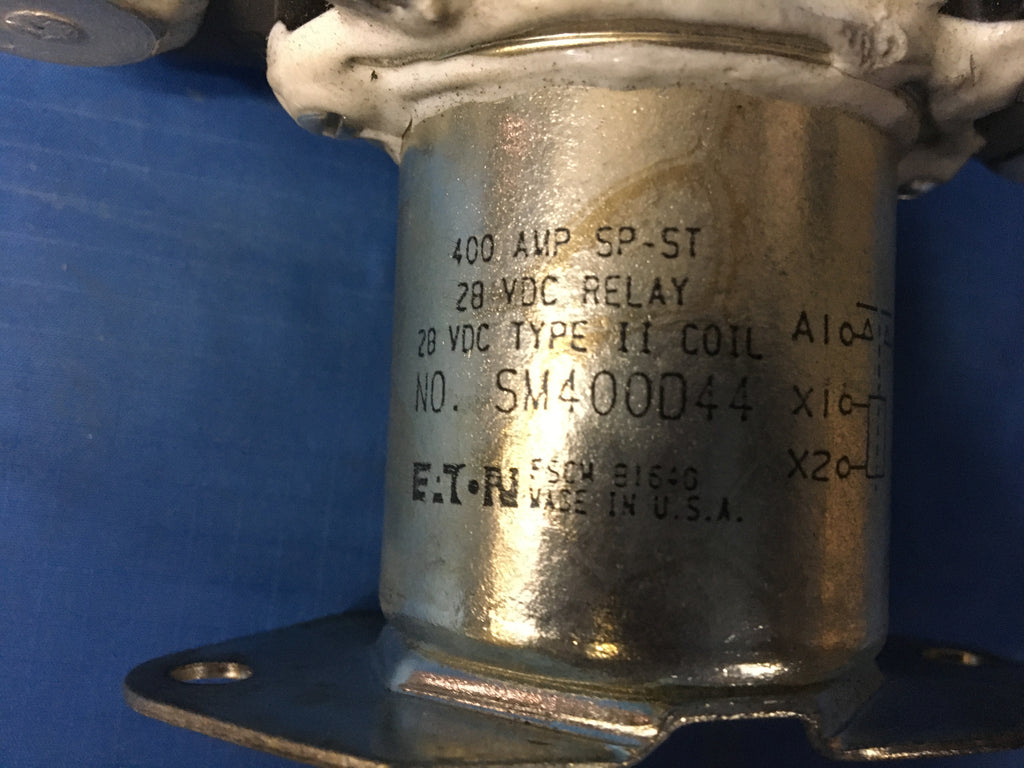 400 AMP SP-ST
28 VDC RELAY
28 VDC TYPE II COIL
NO. SM400D44
EATON FSCM 81640
MADE IN U.S.A.
A1
X1
X2